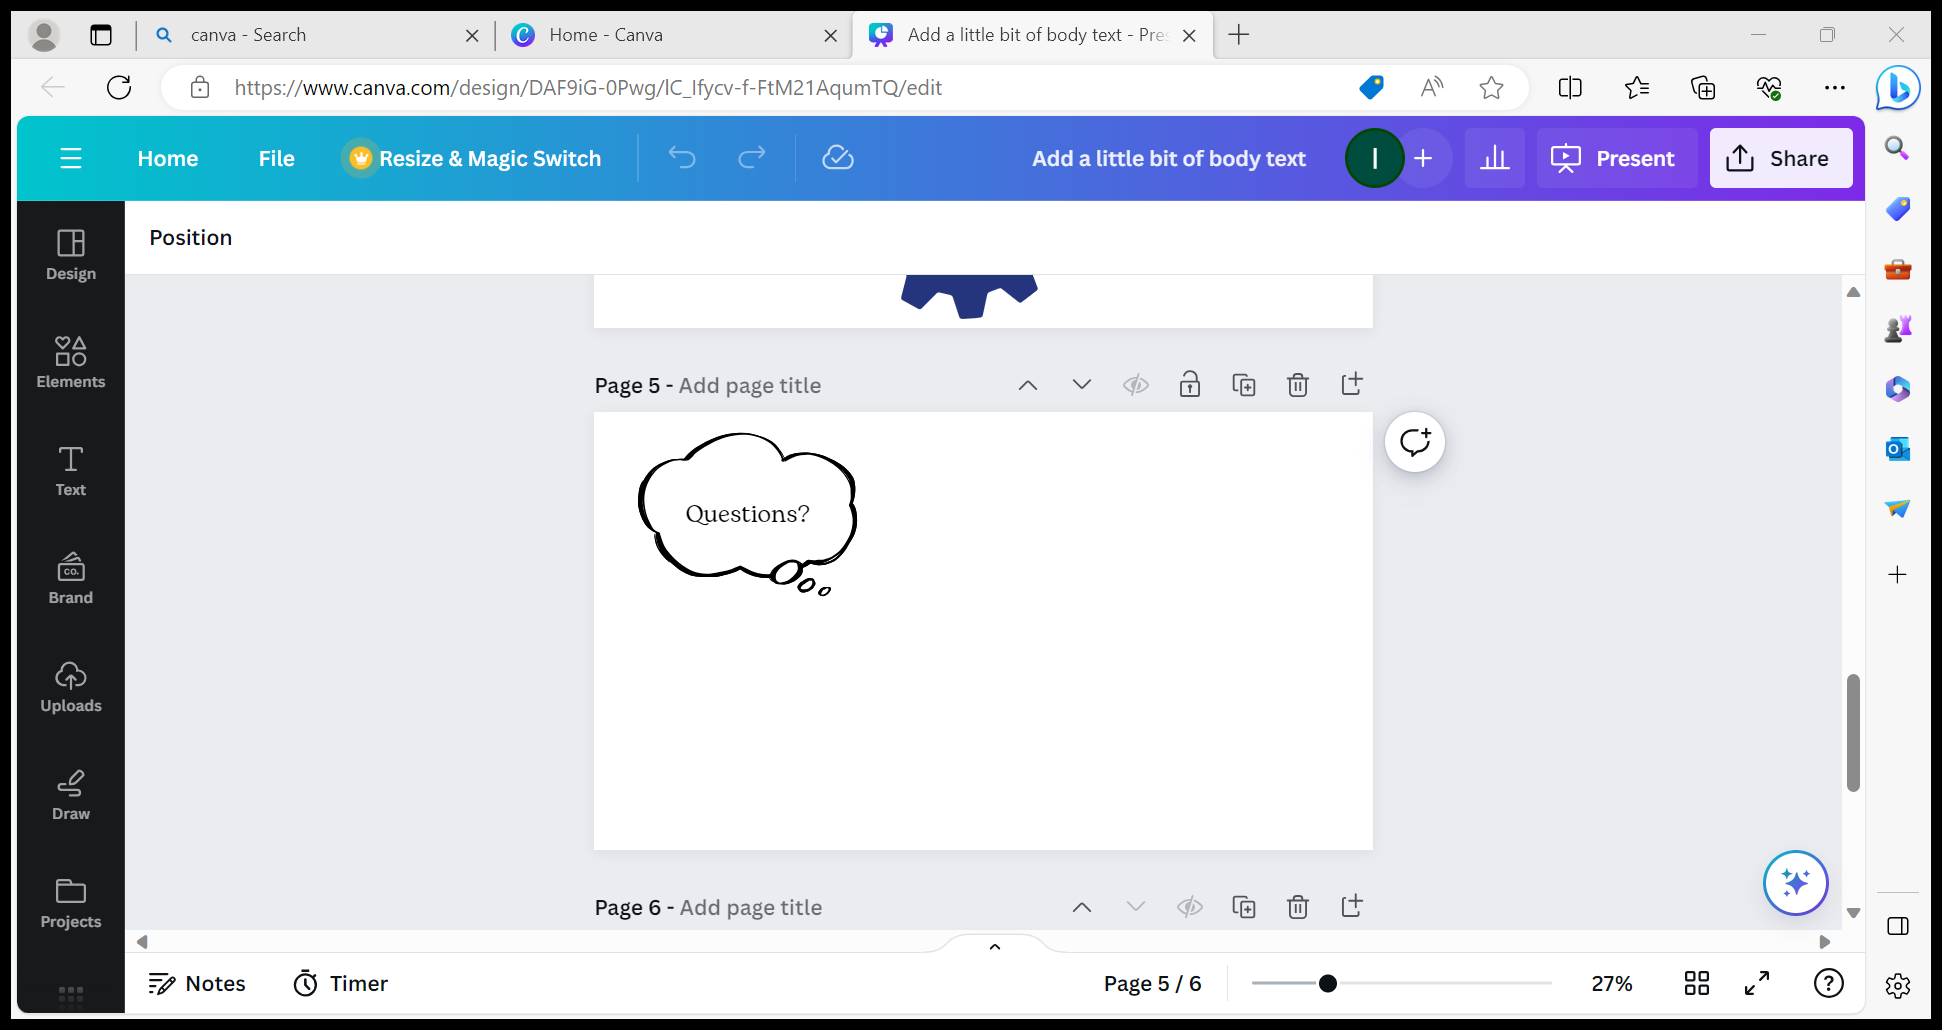 canva - Search
Home - Canva
Add a little bit of body text - Pres
https://www.canva.com/design/DAF9iG-0Pwg/lC_Ifycv-f-FtM21AqumTQ/edit
Home
File
Resize & Magic Switch
Add a little bit of body text
I
Present
Share
Position
Design
Elements
Text
CO.
Brand
Uploads
Draw
Projects
Page 5 - Add page title
Questions?
Page 6 - Add page title
Notes
Timer
Page 5 / 6
27%